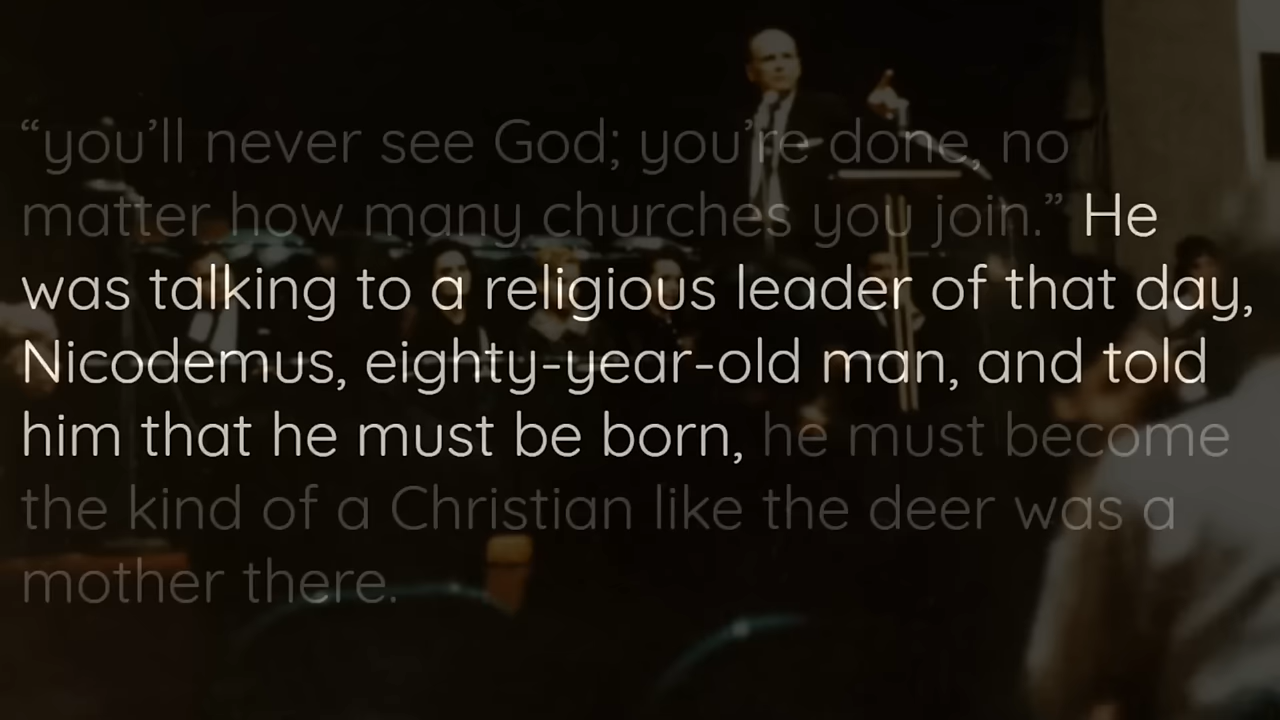 “you’ll never see God; you’re done, no
matter how many churches you join.” He
was talking to a religious leader of that day,
Nicodemus, eighty-year-old man, and told
him that he must be born, he must become
the kind of a Christian like the deer was a
mother there.